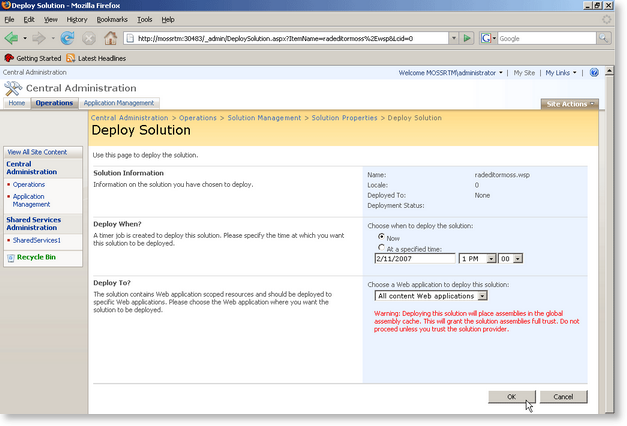 Deploy Solution - Mozilla Firefox
File Edit View History Bookmarks Tools Help
http://mossrtm:30483/_admin/DeploySolution.aspx?ItemName=radeditormoss%2Ewsp&Lcid=0
Google
Getting Started Latest Headlines
Central Administration
Welcome MOSSRTM\administrator My Site My Links
Central Administration
Home Operations Application Management
Site Actions
Central Administration > Operations > Solution Management > Solution Properties > Deploy Solution
Deploy Solution
View All Site Content
Central
Administration
Operations
Application
Management
Shared Services
Administration
SharedServices1
Recycle Bin
Use this page to deploy the solution.
Solution Information
Information on the solution you have chosen to deploy.
Name: radeditormoss.wsp
Locale: 0
Deployed To: None
Deployment Status:
Deploy When?
A timer job is created to deploy this solution. Please specify the time at which you want
this solution to be deployed.
Choose when to deploy the solution:
Now
At a specified time:
2/11/2007 1 PM 00
Deploy To?
The solution contains Web application scoped resources and should be deployed to
specific Web applications. Please choose the Web application where you want the
solution to be deployed.
Choose a Web application to deploy this solution:
All content Web applications
Warning: Deploying this solution will place assemblies in the global
assembly cache. This will grant the solution assemblies full trust. Do not
proceed unless you trust the solution provider.
OK Cancel